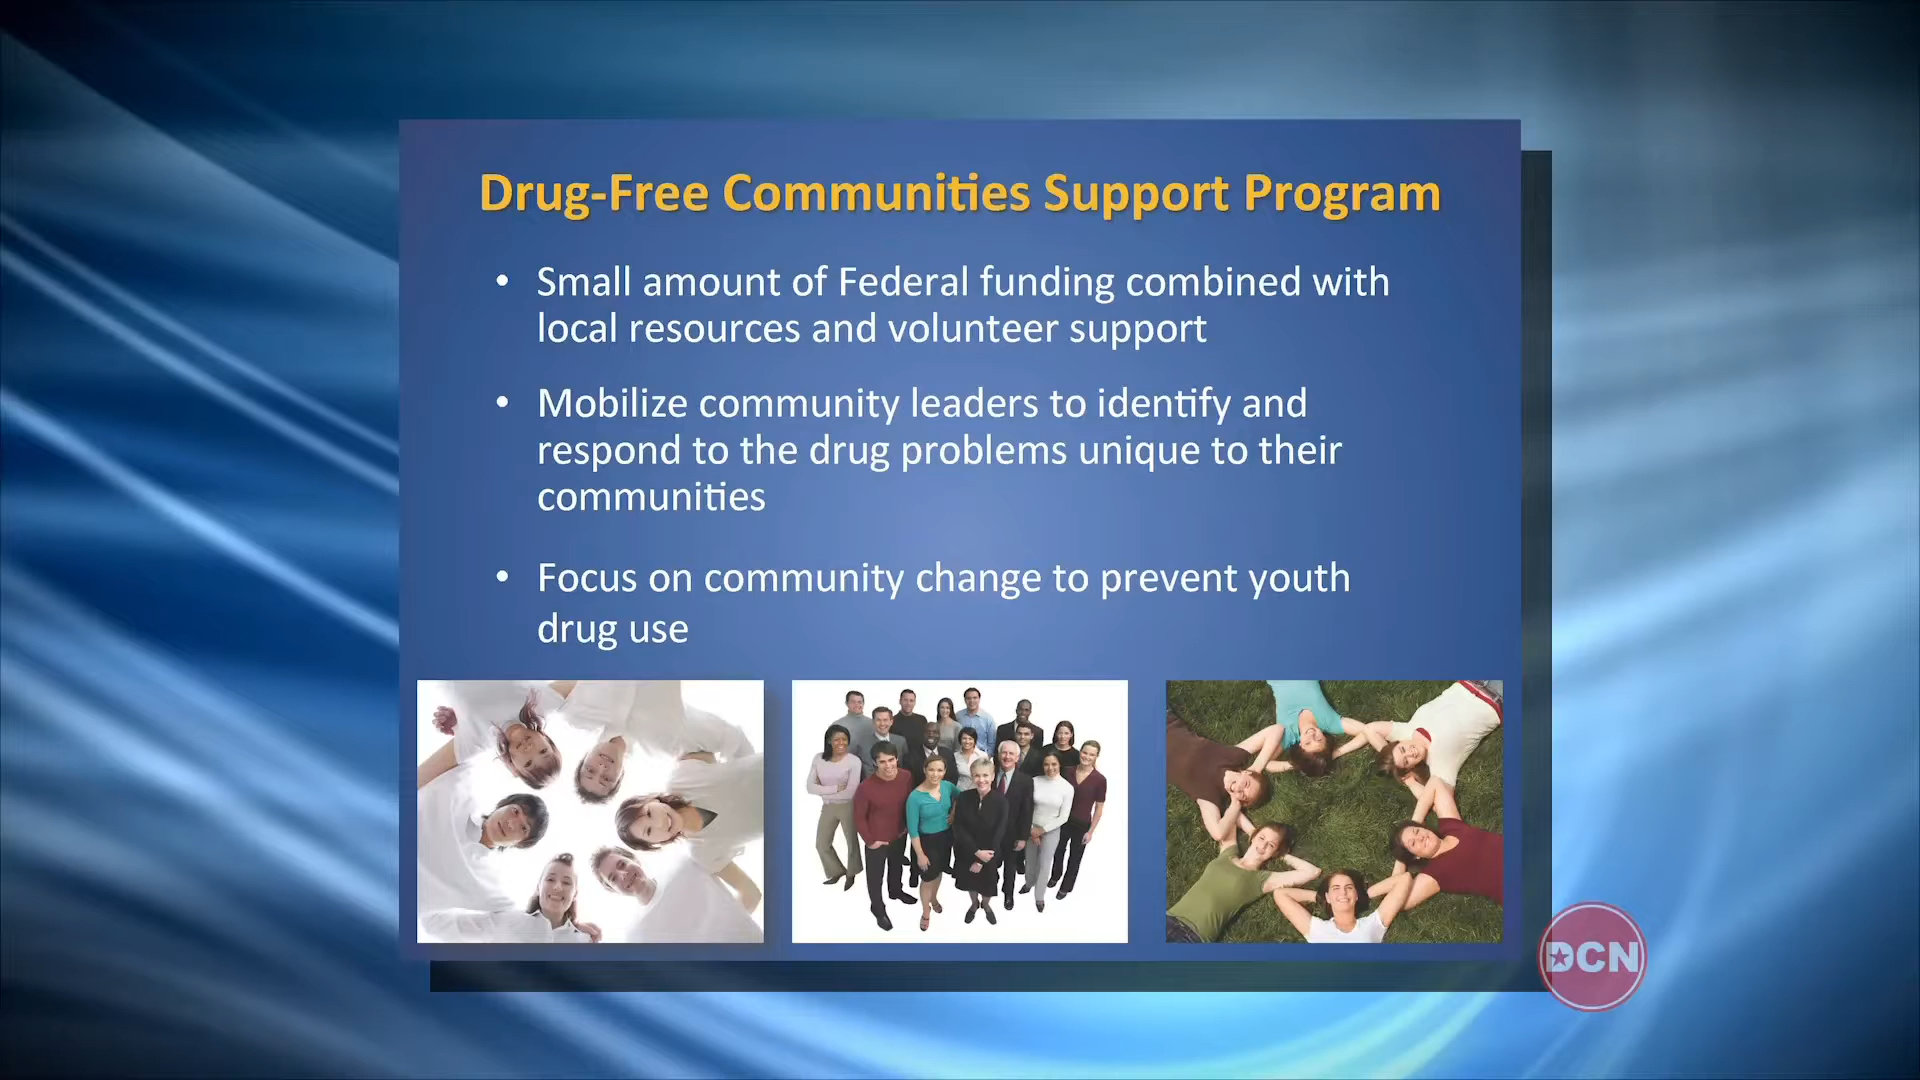 Drug-Free Communities Support Program
• Small amount of Federal funding combined with
local resources and volunteer support
• Mobilize community leaders to identify and
respond to the drug problems unique to their
communities
• Focus on community change to prevent youth
drug use
DCN